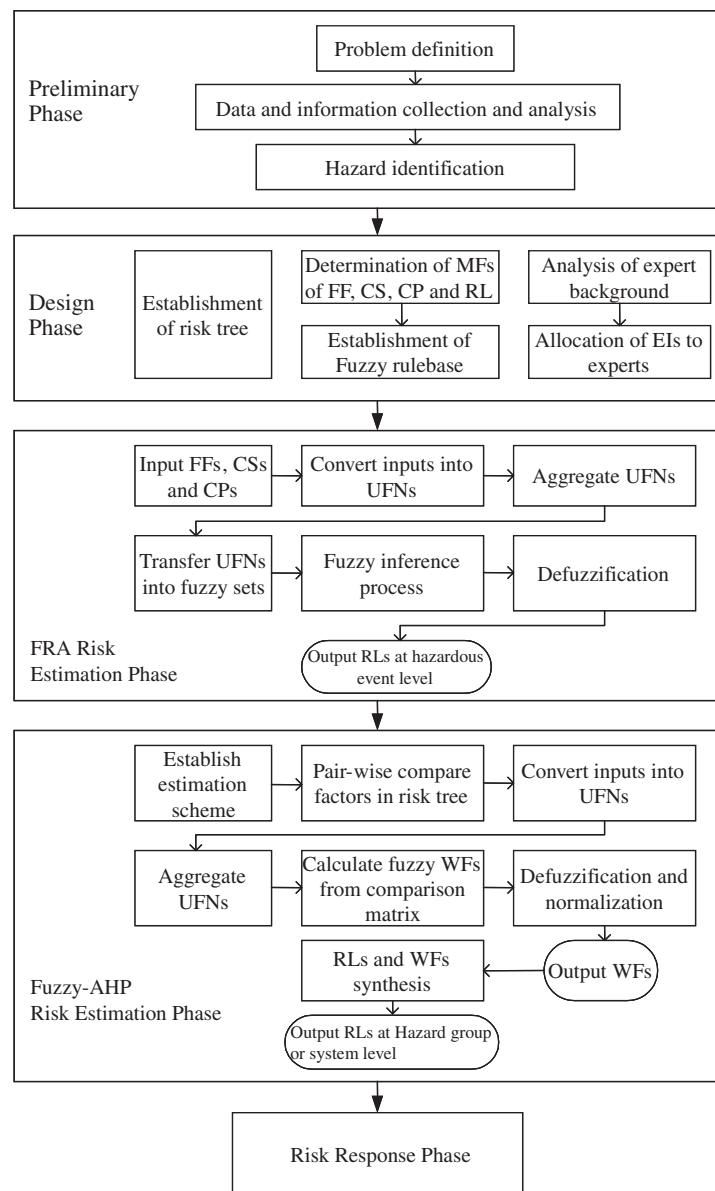 Preliminary
Phase
Problem definition
Data and information collection and analysis
Hazard identification
Design
Phase
Establishment
of risk tree
Determination of MFs
of FF, CS, CP and RL
Establishment of
Fuzzy rulebase
Analysis of expert
background
Allocation of EIs to
experts
Input FFs, CSs
and CPs
Convert inputs into
UFNs
Aggregate UFNs
Transfer UFNs
into fuzzy sets
Fuzzy inference
process
Defuzzification
FRA Risk
Estimation Phase
Output RLs at hazardous
event level
Establish
estimation
scheme
Pair-wise compare
factors in risk tree
Convert inputs into
UFNs
Aggregate
UFNs
Calculate fuzzy WFs
from comparison
matrix
Defuzzification and
normalization
Output WFs
RLs and WFs
synthesis
Fuzzy-AHP
Risk Estimation Phase
Output RLs at Hazard group
or system level
Risk Response Phase